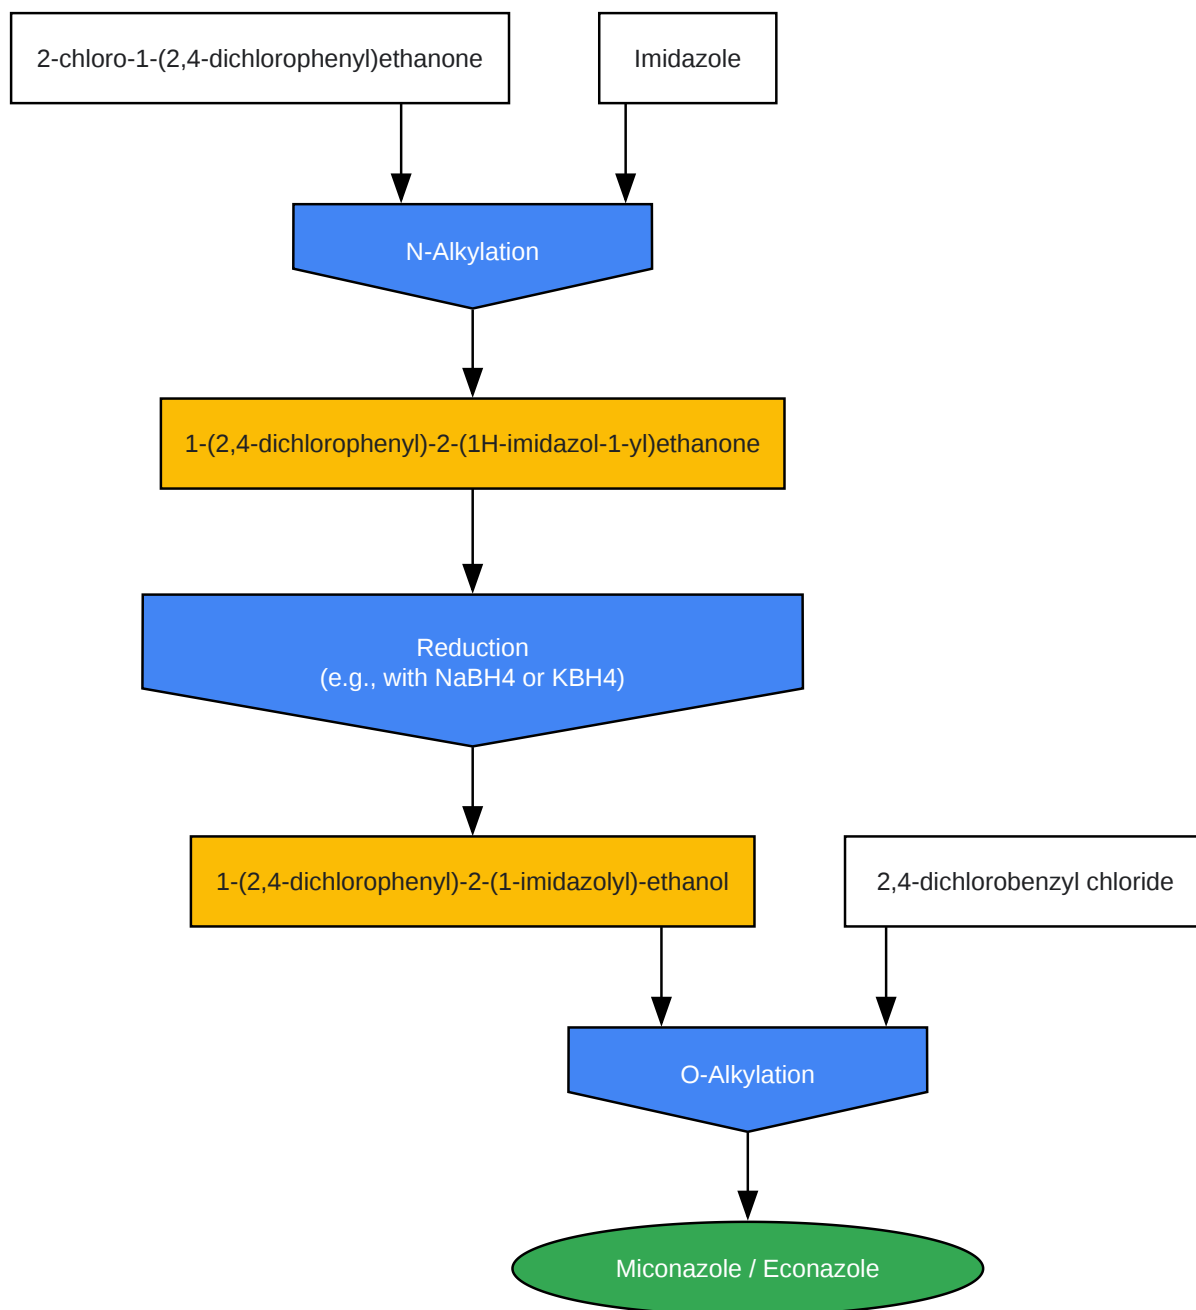 2-chloro-1-(2,4-dichlorophenyl)ethanone
Imidazole
N-Alkylation
1-(2,4-dichlorophenyl)-2-(1H-imidazol-1-yl)ethanone
Reduction
(e.g., with NaBH4 or KBH4)
1-(2,4-dichlorophenyl)-2-(1-imidazolyl)-ethanol
2,4-dichlorobenzyl chloride
O-Alkylation
Miconazole / Econazole